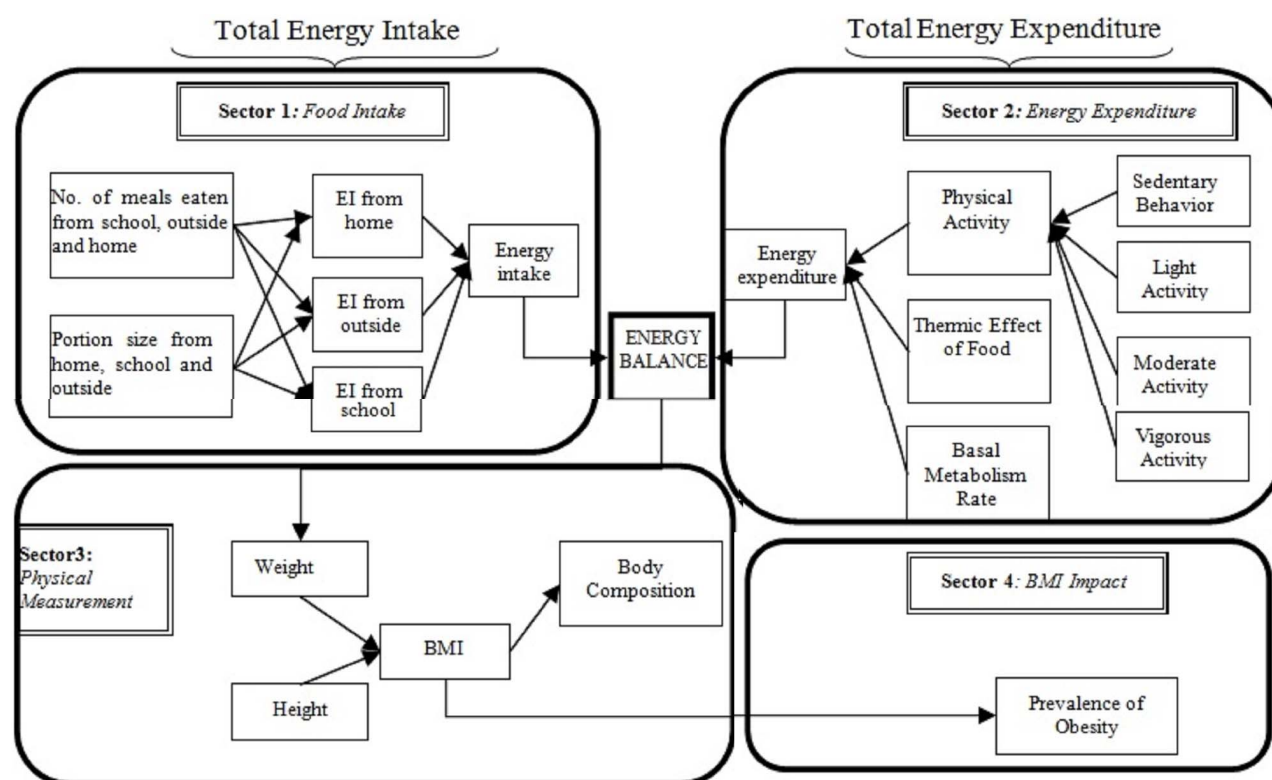 Total Energy Intake
Total Energy Expenditure
Sector 1: Food Intake
No. of meals eaten
from school, outside
and home
Portion size from
home, school and
outside
EI from
home
EI from
outside
EI from
school
Energy
intake
ENERGY
BALANCE
Sector 2: Energy Expenditure
Energy
expenditure
Physical
Activity
Thermic Effect
of Food
Basal
Metabolism
Rate
Sedentary
Behavior
Light
Activity
Moderate
Activity
Vigorous
Activity
Sector3:
Physical
Measurement
Weight
Height
BMI
Body
Composition
Sector 4: BMI Impact
Prevalence of
Obesity